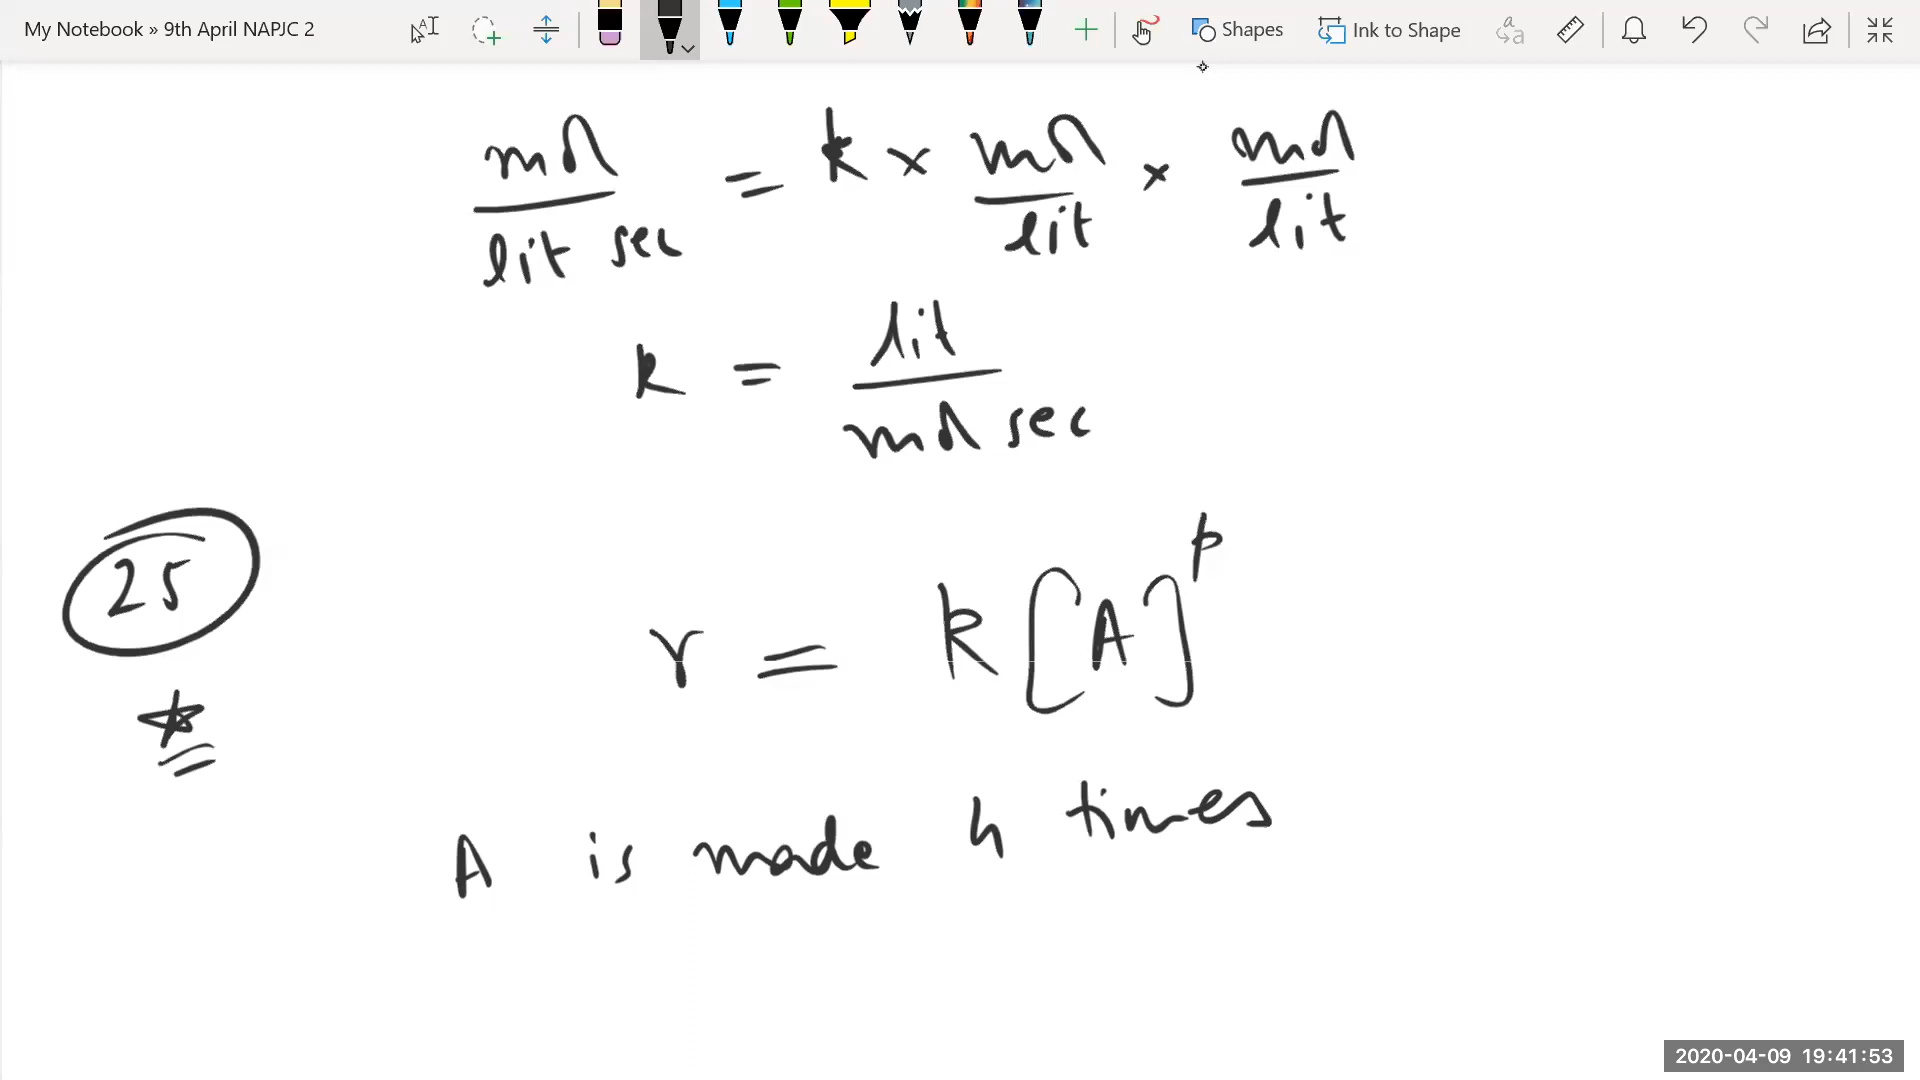 My Notebook » 9th April NAPJC 2
Shapes
Ink to Shape
mol / lit sec = k × mol / lit × mol / lit
k = lit / mol sec
25
r = k [A]^p
A is made 4 times
2020-04-09 19:41:53